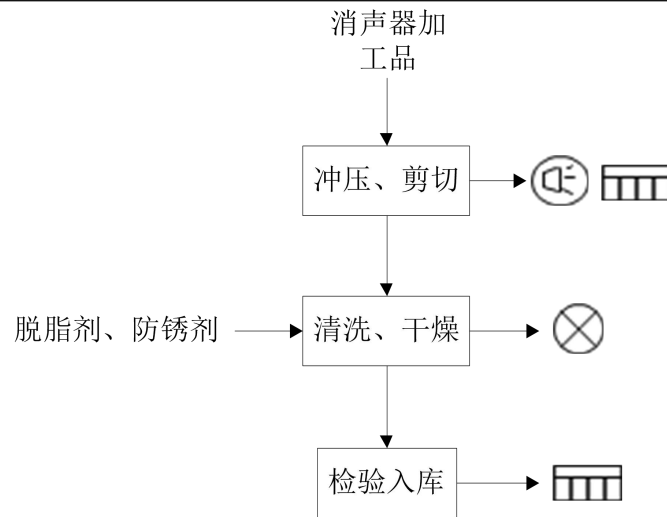 消声器加
工品
冲压、剪切
脱脂剂、防锈剂
清洗、干燥
检验入库